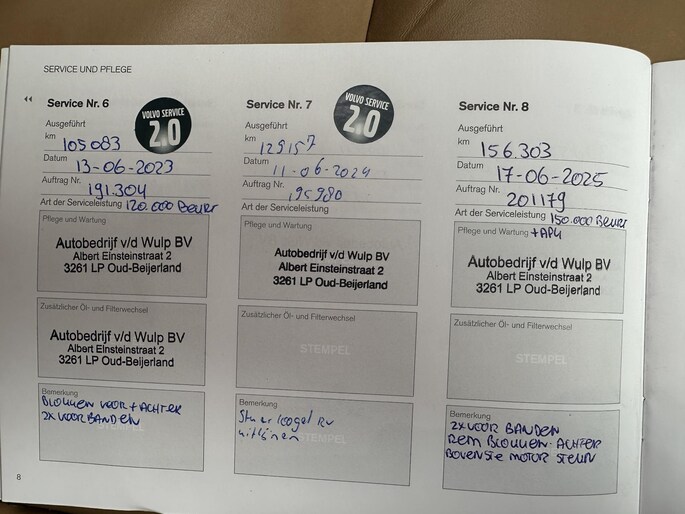 SERVICE UND PFLEGE
Service Nr. 6
VOLVO SERVICE
2.0
Ausgeführt
km 105083
Datum 13-06-2023
Auftrag Nr. 191.304
Art der Serviceleistung 120.000 Beurt
Pflege und Wartung
Autobedrijf v/d Wulp BV
Albert Einsteinstraat 2
3261 LP Oud-Beijerland
Zusätzlicher Öl- und Filterwechsel
Autobedrijf v/d Wulp BV
Albert Einsteinstraat 2
3261 LP Oud-Beijerland
Bemerkung
BLOKKEN VOOR + ACHTER
2X VOORBANDEN
STEMPEL
8
Service Nr. 7
VOLVO SERVICE
2.0
Ausgeführt
km 129157
Datum 11-06-2024
Auftrag Nr. 195980
Art der Serviceleistung
Pflege und Wartung
Autobedrijf v/d Wulp BV
Albert Einsteinstraat 2
3261 LP Oud-Beijerland
Zusätzlicher Öl- und Filterwechsel
STEMPEL
Bemerkung
Stuurkogel RV
Service Nr. 8
Ausgeführt
km 156.303
Datum 17-06-2025
Auftrag Nr. 201179
Art der Serviceleistung 150.000 Beurt
Pflege und Wartung + APK
Autobedrijf v/d Wulp BV
Albert Einsteinstraat 2
3261 LP Oud-Beijerland
Zusätzlicher Öl- und Filterwechsel
STEMPEL
Bemerkung
2X VOOR BANDEN
REM BLOKKEN ACHTER
BOVENSTE MOTOR STEUN